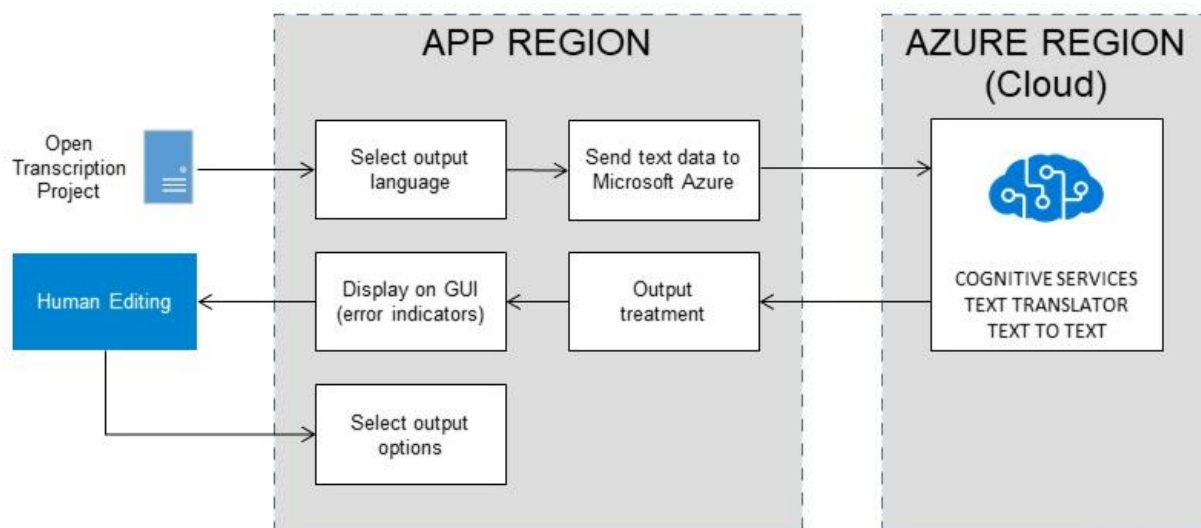 APP REGION
AZURE REGION
(Cloud)
Open
Transcription
Project
Select output
language
Send text data to
Microsoft Azure
COGNITIVE SERVICES
TEXT TRANSLATOR
TEXT TO TEXT
Human Editing
Display on GUI
(error indicators)
Output
treatment
Select output
options